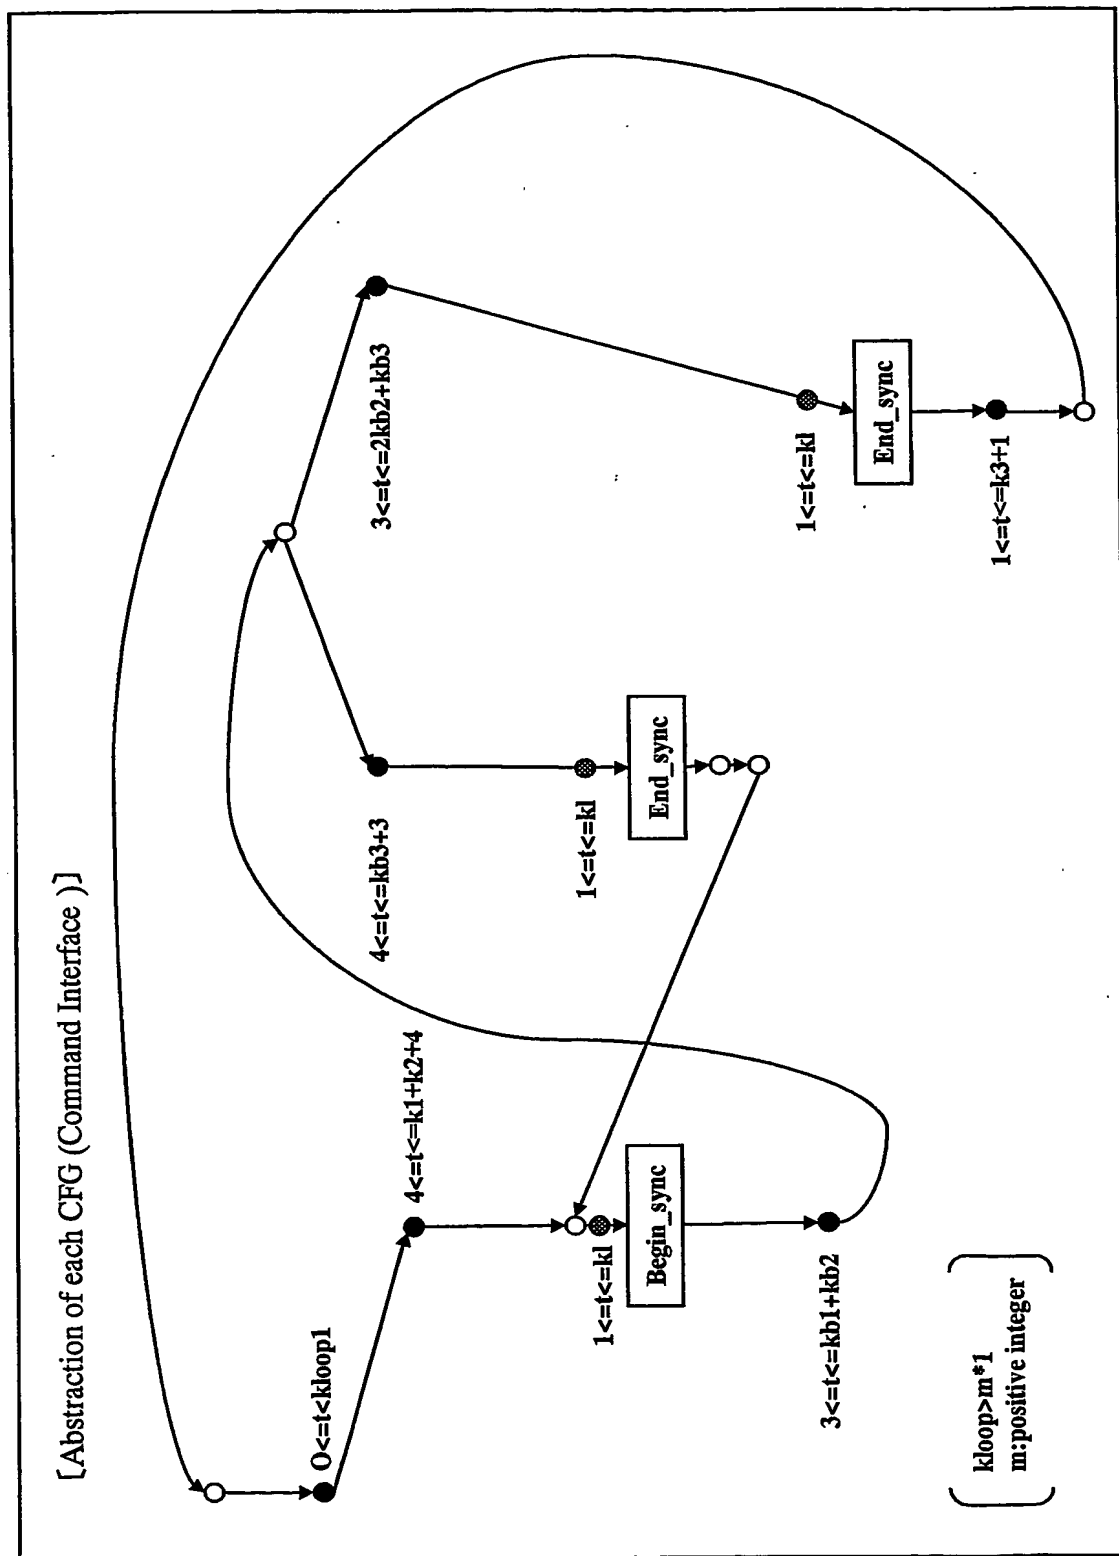 [Abstraction of each CFG (Command Interface )]
O<=t<kloop1
4<=t<=k1+k2+4
1<=t<=kl
Begin_sync
3<=t<=kb1+kb2
4<=t<=kb3+3
1<=t<=kl
End_sync
3<=t<=2kb2+kb3
1<=t<=kl
End_sync
1<=t<=k3+1
kloop>m*1
m:positive integer